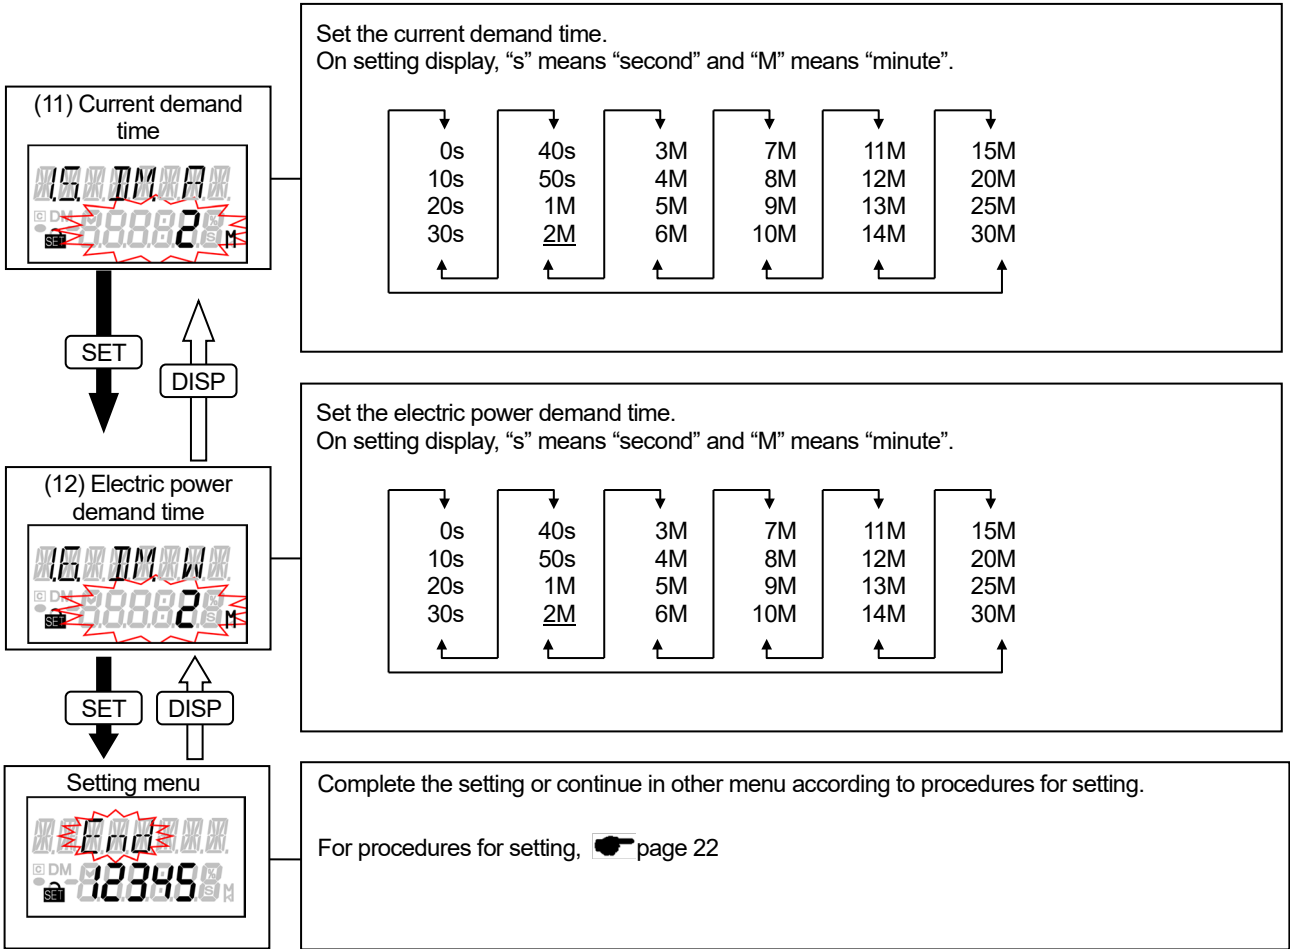 Set the current demand time.
On setting display, “s” means “second” and “M” means “minute”.
(11) Current demand
time
1.5. DM. A
SET 2 M
0s 40s 3M 7M 11M 15M
10s 50s 4M 8M 12M 20M
20s 1M 5M 9M 13M 25M
30s 2M 6M 10M 14M 30M
SET
DISP
Set the electric power demand time.
On setting display, “s” means “second” and “M” means “minute”.
(12) Electric power
demand time
1.6. DM. W
SET 2 M
0s 40s 3M 7M 11M 15M
10s 50s 4M 8M 12M 20M
20s 1M 5M 9M 13M 25M
30s 2M 6M 10M 14M 30M
SET
DISP
Setting menu
End
C DM
SET 12345
Complete the setting or continue in other menu according to procedures for setting.
For procedures for setting, page 22